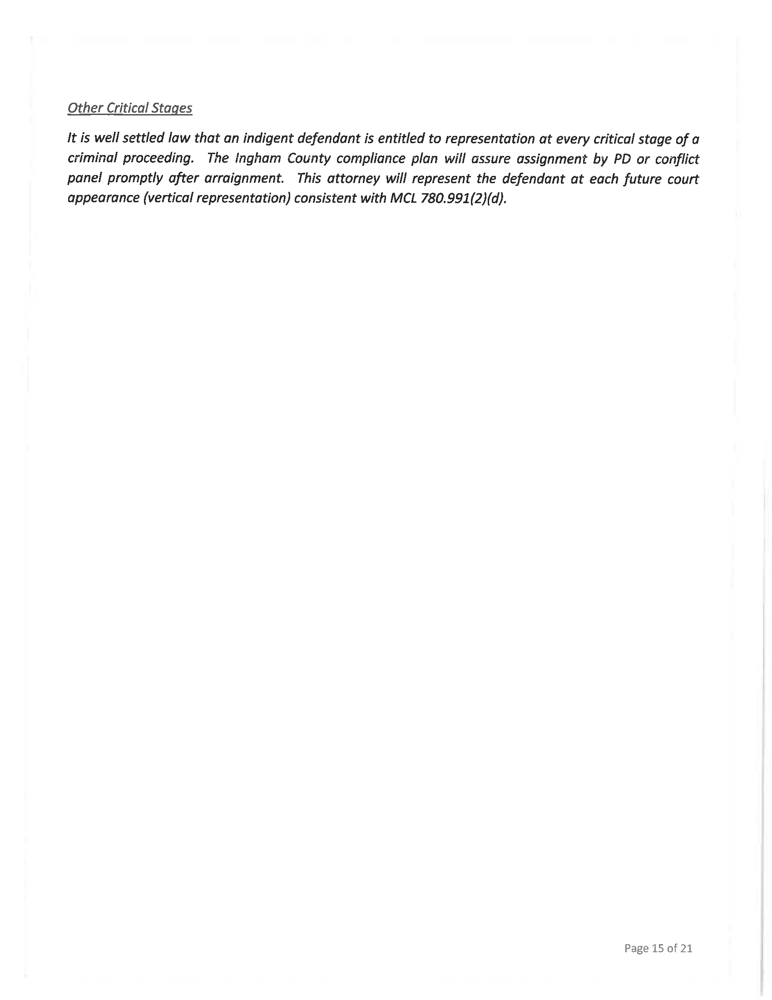 Other Critical Stages
It is well settled law that an indigent defendant is entitled to representation at every critical stage of a
criminal proceeding. The Ingham County compliance plan will assure assignment by PD or conflict
panel promptly after arraignment. This attorney will represent the defendant at each future court
appearance (vertical representation) consistent with MCL 780.991(2)(d).
Page 15 of 21